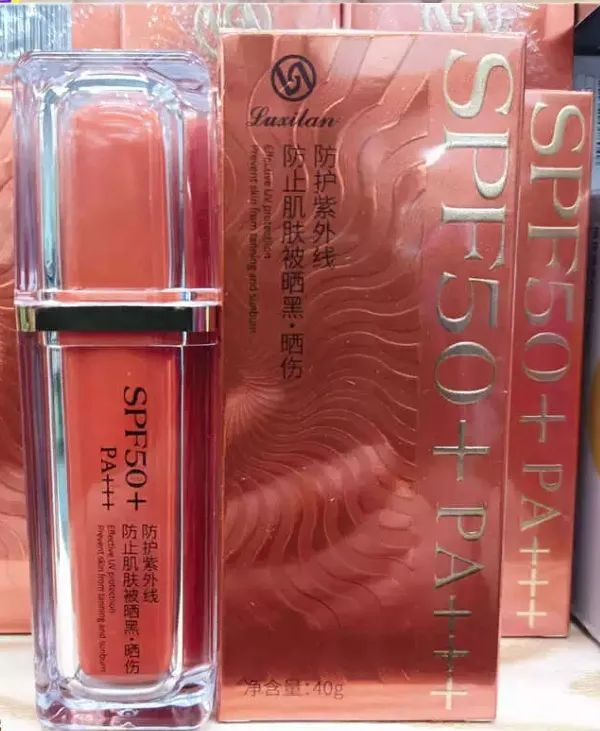 SPF50+
PA+++
防护紫外线
防止肌肤被晒黑·晒伤
Effective UV protection
Prevent skin from tanning and sunburn
Luxilan
防护紫外线
防止肌肤被晒黑·晒伤
Effective UV protection
Prevent skin from tanning and sunburn
SPF50+ PA+++
净含量:40g
SPF50+ PA+++